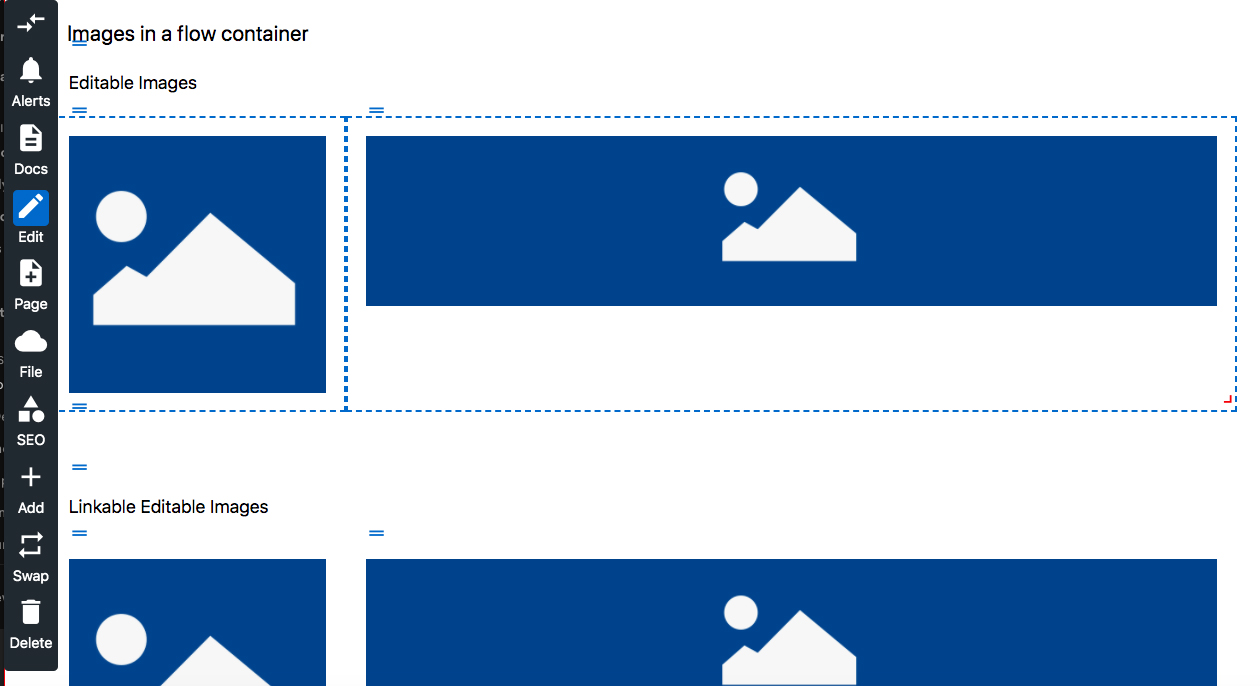 Images in a flow container
Editable Images
Alerts
Docs
Edit
Page
File
SEO
Add
Swap
Delete
Linkable Editable Images